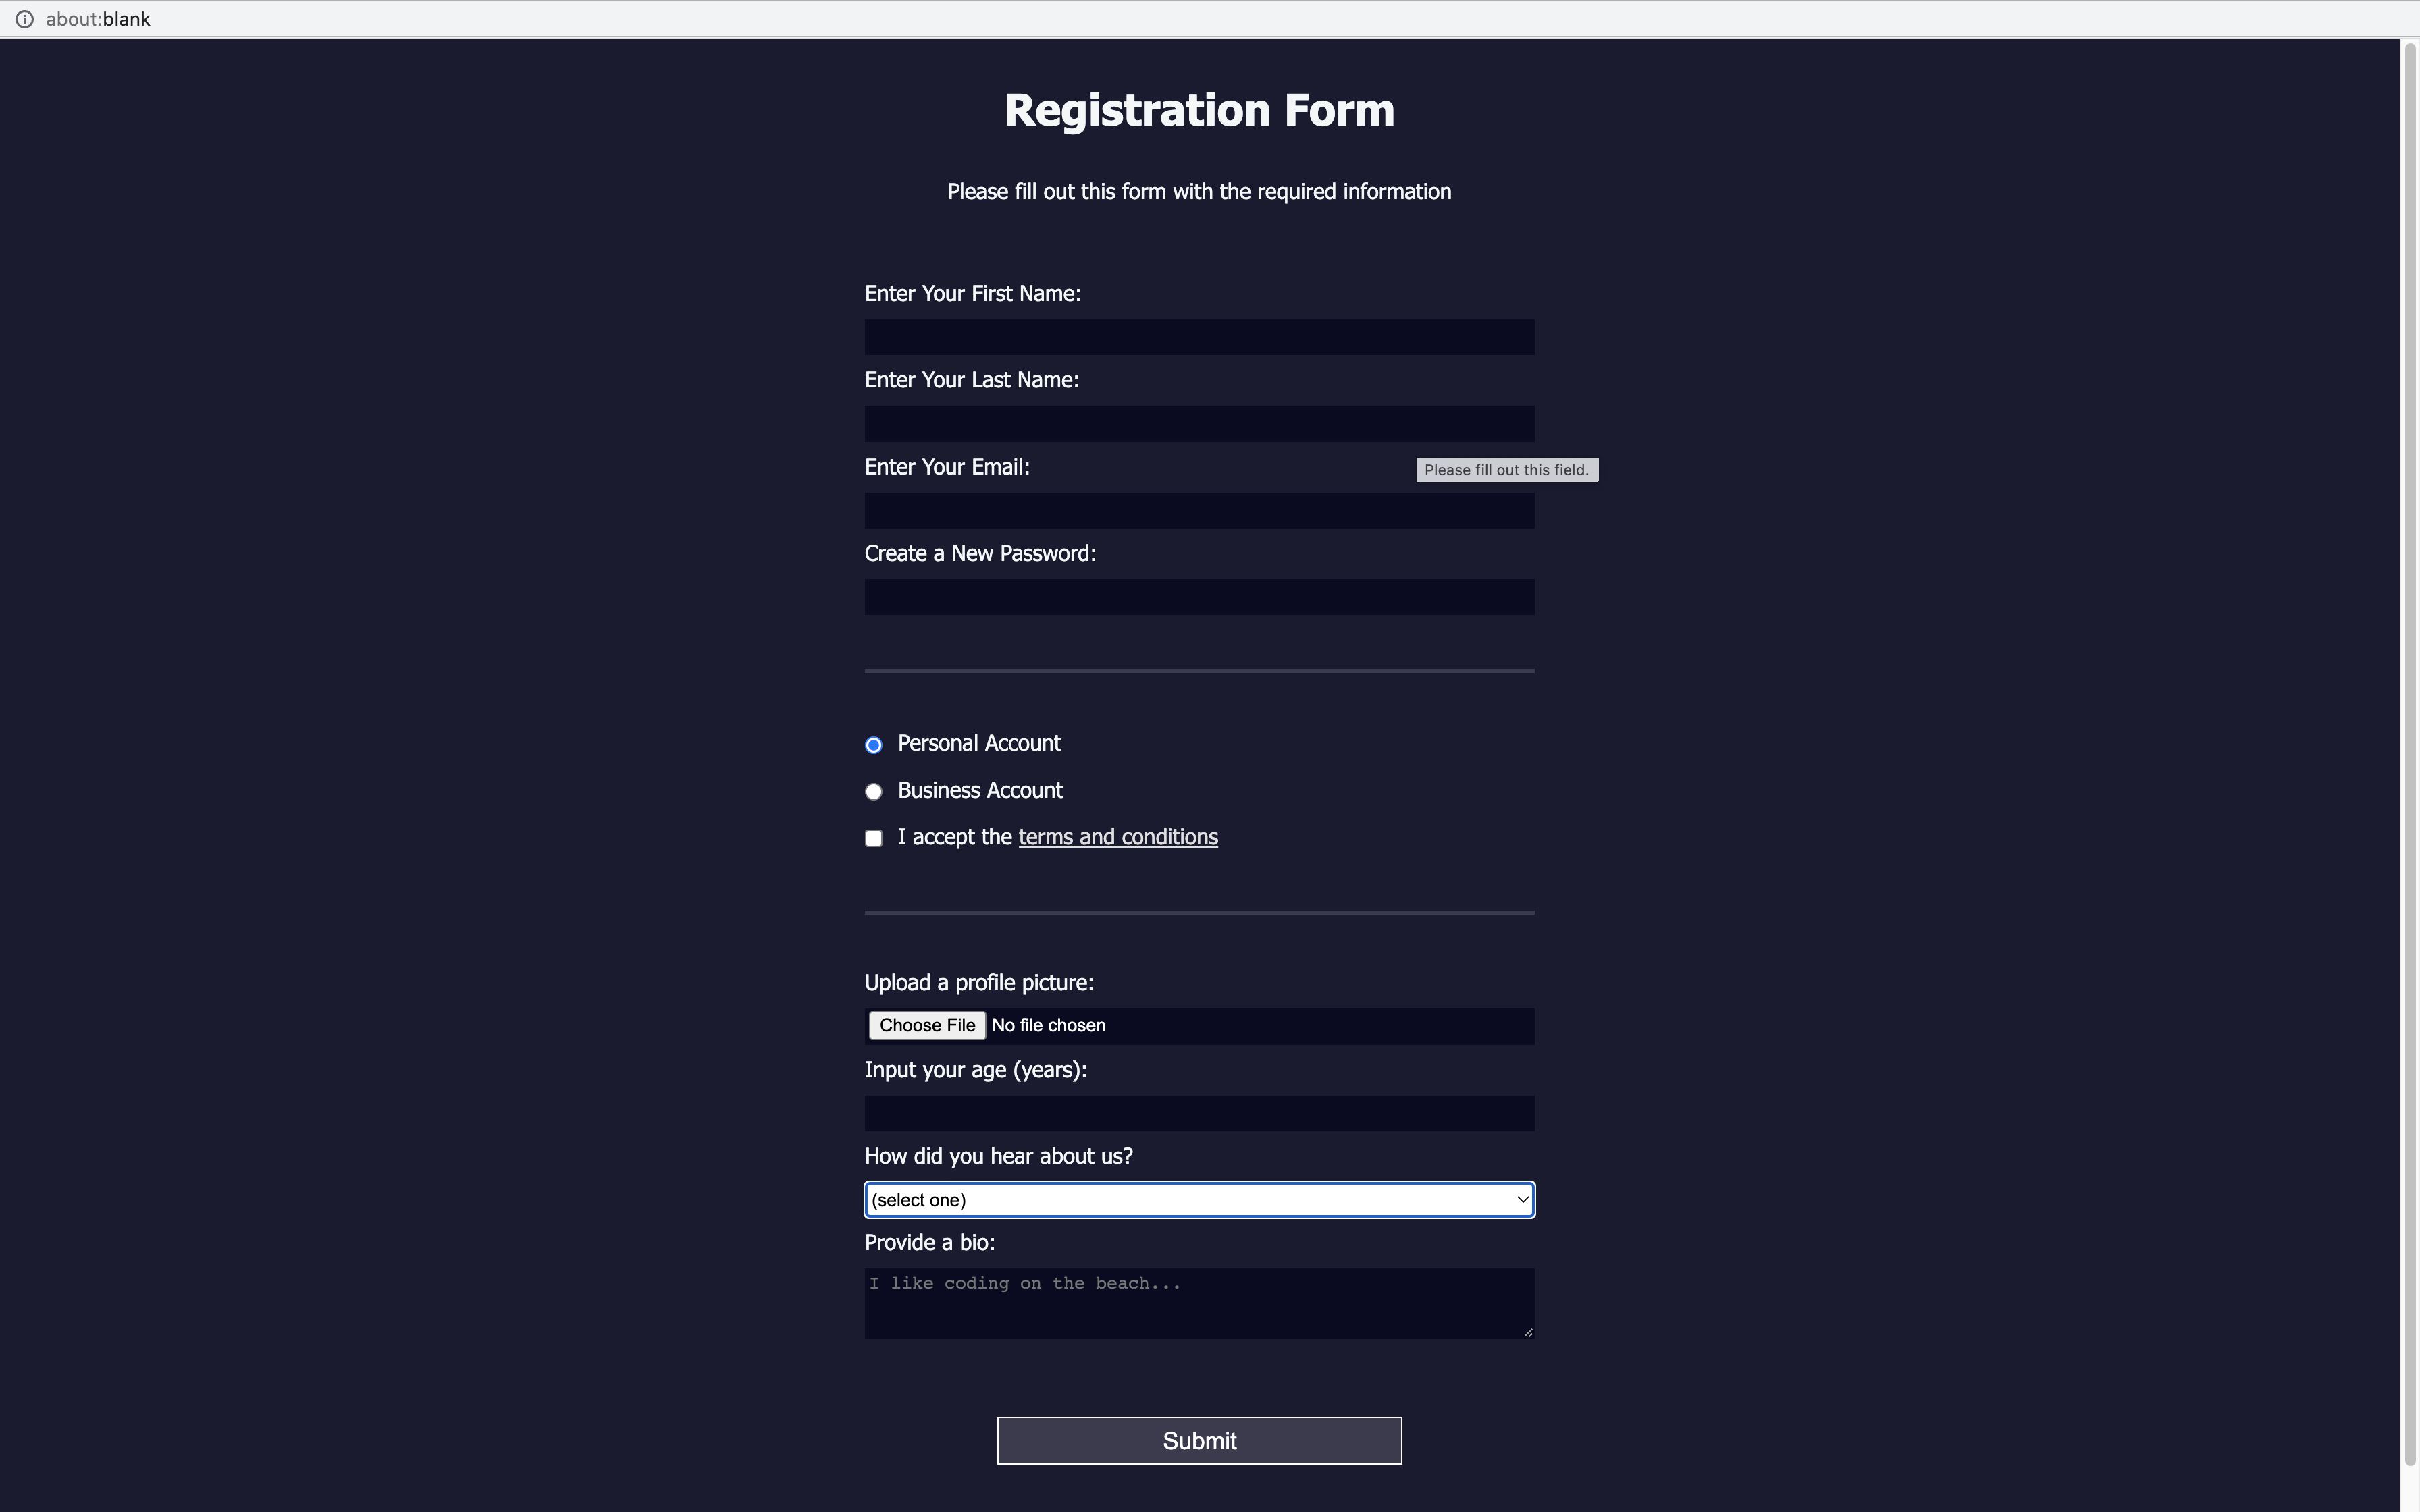 about:blank
Registration Form
Please fill out this form with the required information
Enter Your First Name:
Enter Your Last Name:
Enter Your Email:
Please fill out this field.
Create a New Password:
Personal Account
Business Account
I accept the terms and conditions
Upload a profile picture:
Choose File No file chosen
Input your age (years):
How did you hear about us?
(select one)
Provide a bio:
I like coding on the beach...
Submit